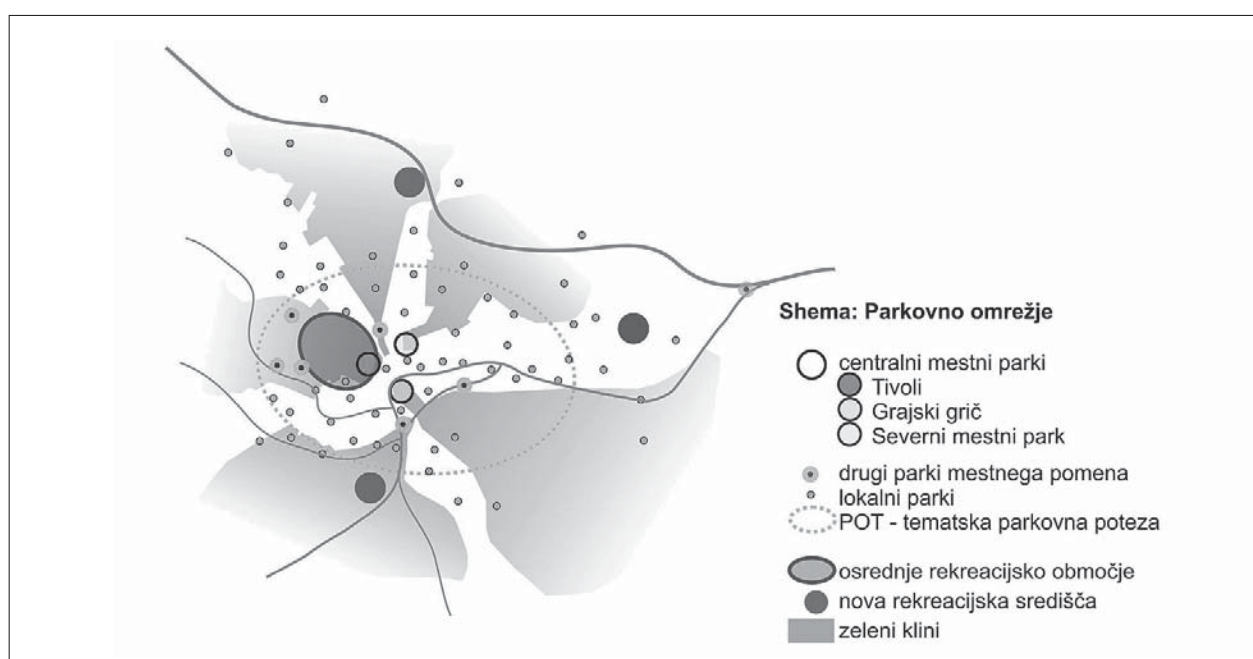 Shema: Parkovno omrežje
centralni mestni parki
Tivoli
Grajski grič
Severni mestni park
drugi parki mestnega pomena
lokalni parki
POT - tematska parkovna poteza
osrednje rekreacijsko območje
nova rekreacijska središča
zeleni klini